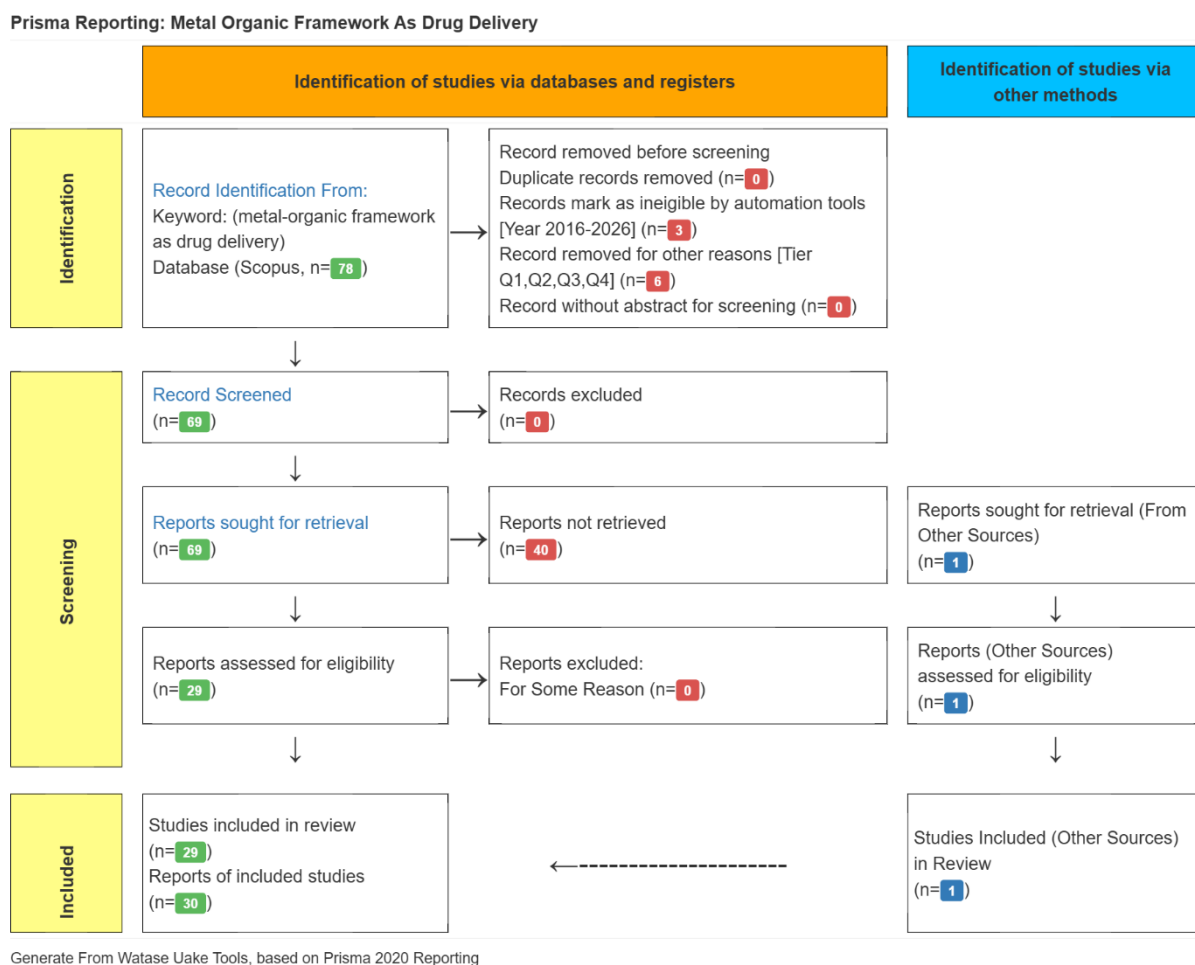 Prisma Reporting: Metal Organic Framework As Drug Delivery
Identification of studies via databases and registers
Identification of studies via
other methods
Identification
Record Identification From:
Keyword: (metal-organic framework
as drug delivery)
Database (Scopus, n= 78 )
Record removed before screening
Duplicate records removed (n= 0 )
Records mark as ineigible by automation tools
[Year 2016-2026] (n= 3 )
Record removed for other reasons [Tier
Q1,Q2,Q3,Q4] (n= 6 )
Record without abstract for screening (n= 0 )
Screening
Record Screened
(n= 69 )
Records excluded
(n= 0 )
Reports sought for retrieval
(n= 69 )
Reports not retrieved
(n= 40 )
Reports sought for retrieval (From
Other Sources)
(n= 1 )
Reports assessed for eligibility
(n= 29 )
Reports excluded:
For Some Reason (n= 0 )
Reports (Other Sources)
assessed for eligibility
(n= 1 )
Included
Studies included in review
(n= 29 )
Reports of included studies
(n= 30 )
Studies Included (Other Sources)
in Review
(n= 1 )
Generate From Watase Uake Tools, based on Prisma 2020 Reporting